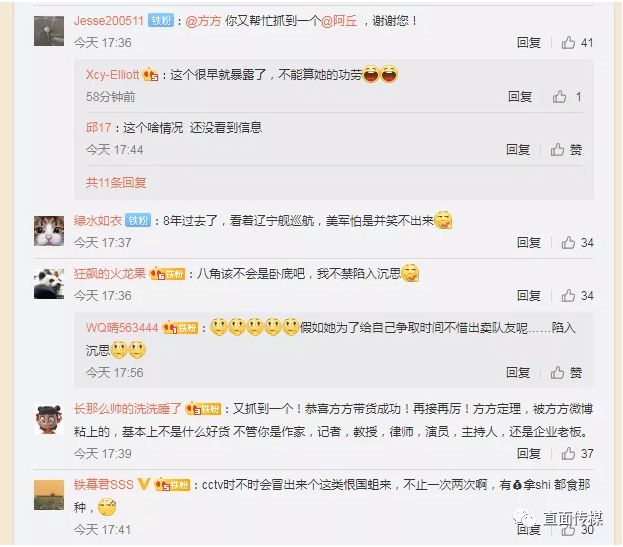 Jesse200511 铁粉：@方方 你又帮忙抓到一个@阿丘 ，谢谢您！
今天 17:36 回复 41
Xcy-Elliott：这个很早就暴露了，不能算她的功劳
58分钟前 回复 1
邱17：这个啥情况 还没看到信息
今天 17:44 回复 赞
共11条回复
绿水如衣 铁粉：8年过去了，看着辽宁舰巡航，美军怕是并笑不出来
今天 17:37 回复 34
狂飙的火龙果 铁粉：八角该不会是卧底吧，我不禁陷入沉思
今天 17:36 回复 34
WQ晴563444 铁粉：假如她为了给自己争取时间不惜出卖队友呢……陷入
沉思
今天 17:56 回复 赞
长那么帅的洗洗睡了 铁粉：又抓到一个！恭喜方方带货成功！再接再厉！方方定理，被方方微博
粘上的，基本上不是什么好货 不管你是作家，记者，教授，律师，演员，主持人，还是企业老板。
今天 17:39 回复 37
铁幕君SSS 铁粉：cctv时不时会冒出来个这类恨国蛆来，不止一次两次啊，有拿shi 都食那
种，
今天 17:41 回复 30
直面传媒